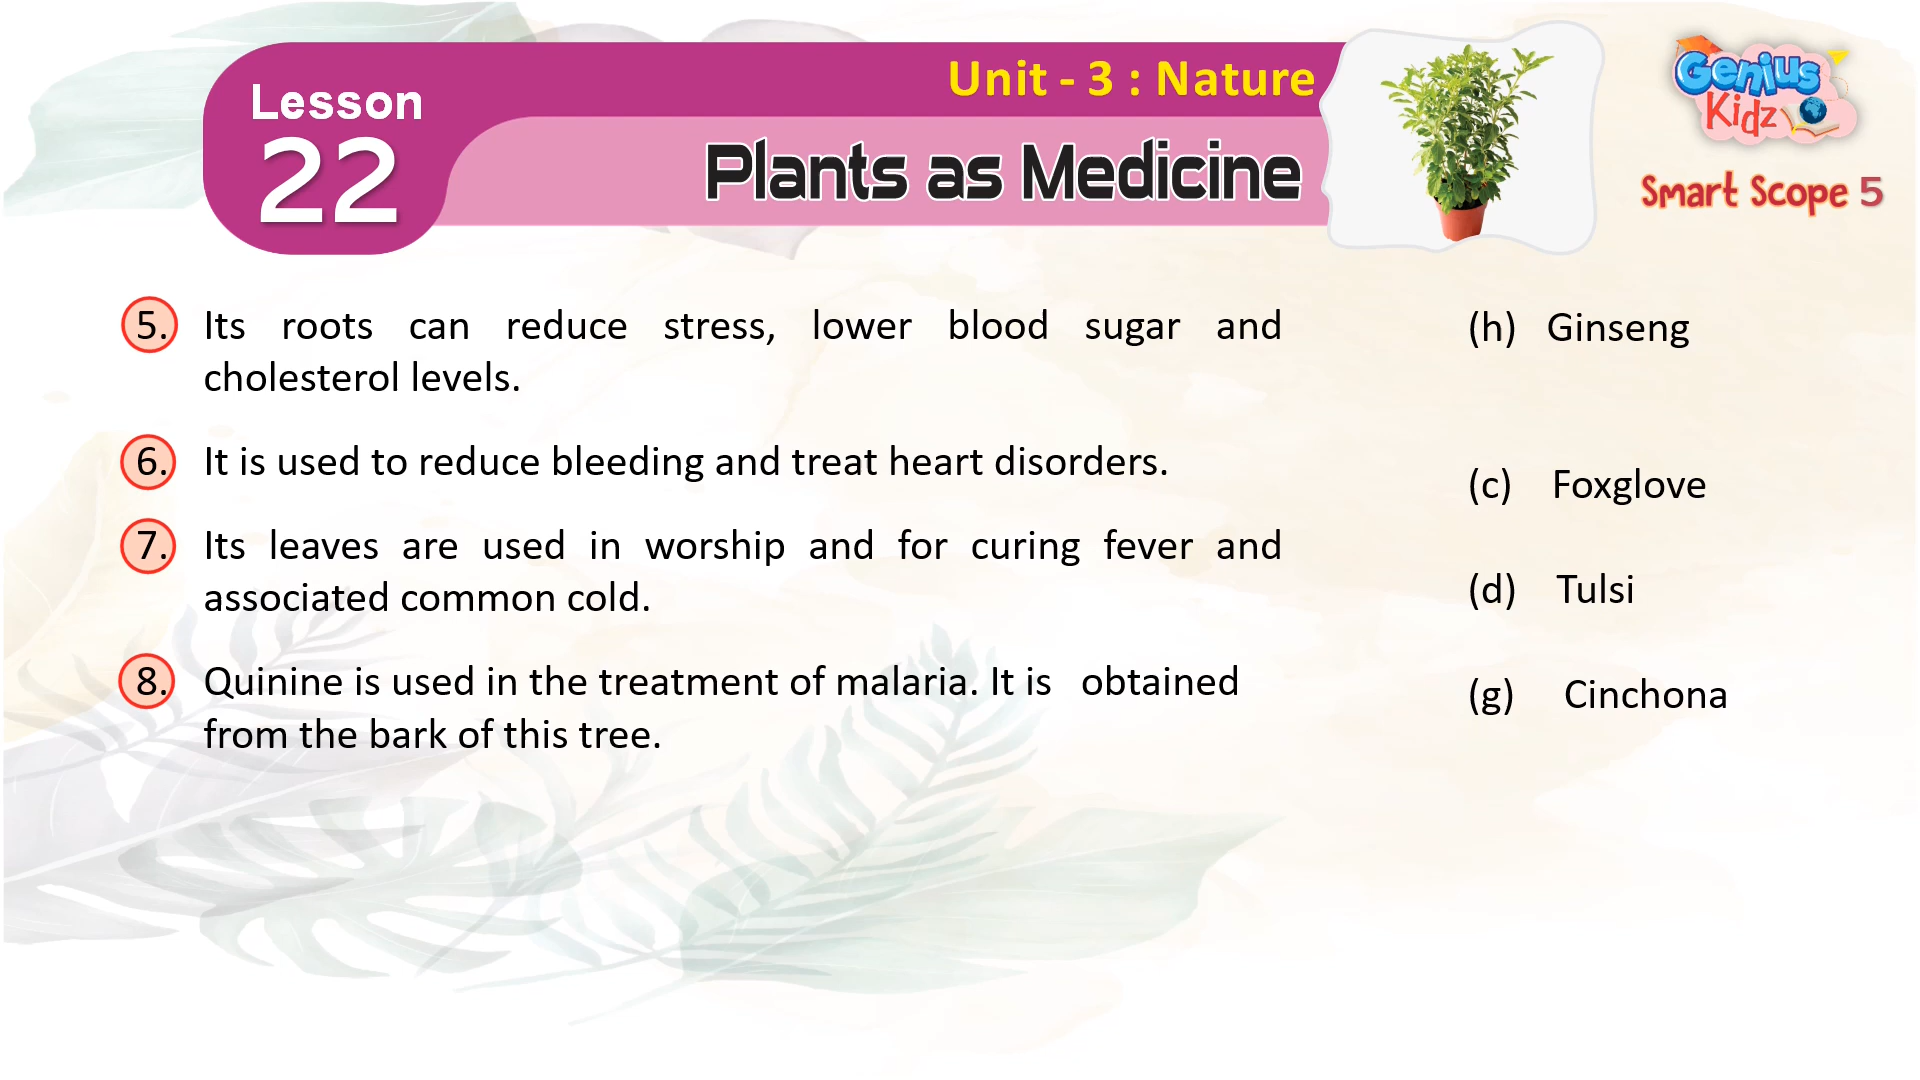 Unit - 3 : Nature
Lesson
22
Plants as Medicine
Genius
Kidz
Smart Scope 5
5. Its roots can reduce stress, lower blood sugar and
cholesterol levels.
(h) Ginseng
6. It is used to reduce bleeding and treat heart disorders.
(c) Foxglove
7. Its leaves are used in worship and for curing fever and
associated common cold.
(d) Tulsi
8. Quinine is used in the treatment of malaria. It is obtained
from the bark of this tree.
(g) Cinchona